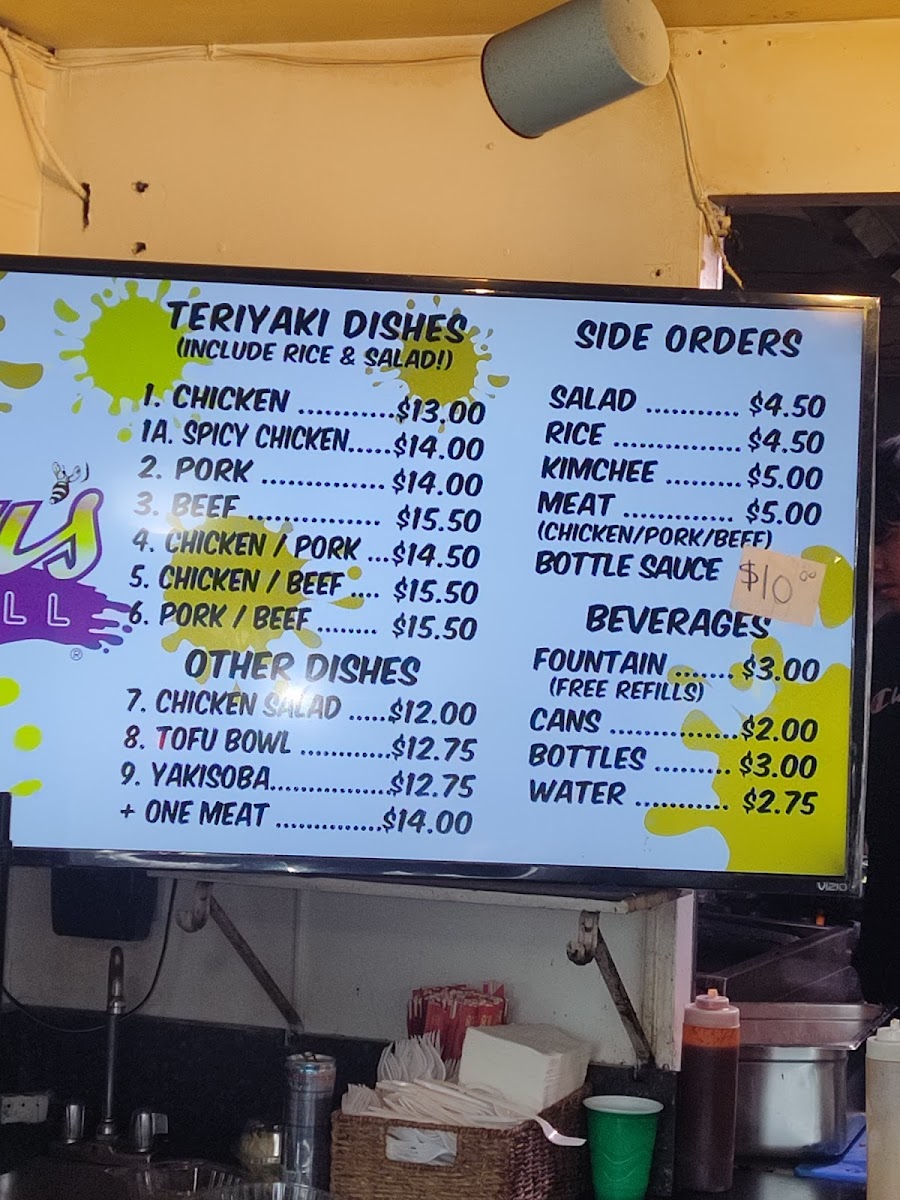 TERIYAKI DISHES
(INCLUDE RICE & SALAD!)
1. CHICKEN ...........$13.00
1A. SPICY CHICKEN.....$14.00
2. PORK ..............$14.00
3. BEEF ............... $15.50
4. CHICKEN / PORK ...$14.50
5. CHICKEN / BEEF .... $15.50
6. PORK / BEEF ........ $15.50
OTHER DISHES
7. CHICKEN SALAD ......$12.00
8. TOFU BOWL ............$12.75
9. YAKISOBA...............$12.75
+ ONE MEAT ..............$14.00
SIDE ORDERS
SALAD ........... $4.50
RICE ............... $4.50
KIMCHEE ......... $5.00
MEAT ............. $5.00
(CHICKEN/PORK/BEEF)
BOTTLE SAUCE $10.00
BEVERAGES
FOUNTAIN ....... $3.00
(FREE REFILLS)
CANS ...............$2.00
BOTTLES ......... $3.00
WATER ........... $2.75
LL
®
VIZIO